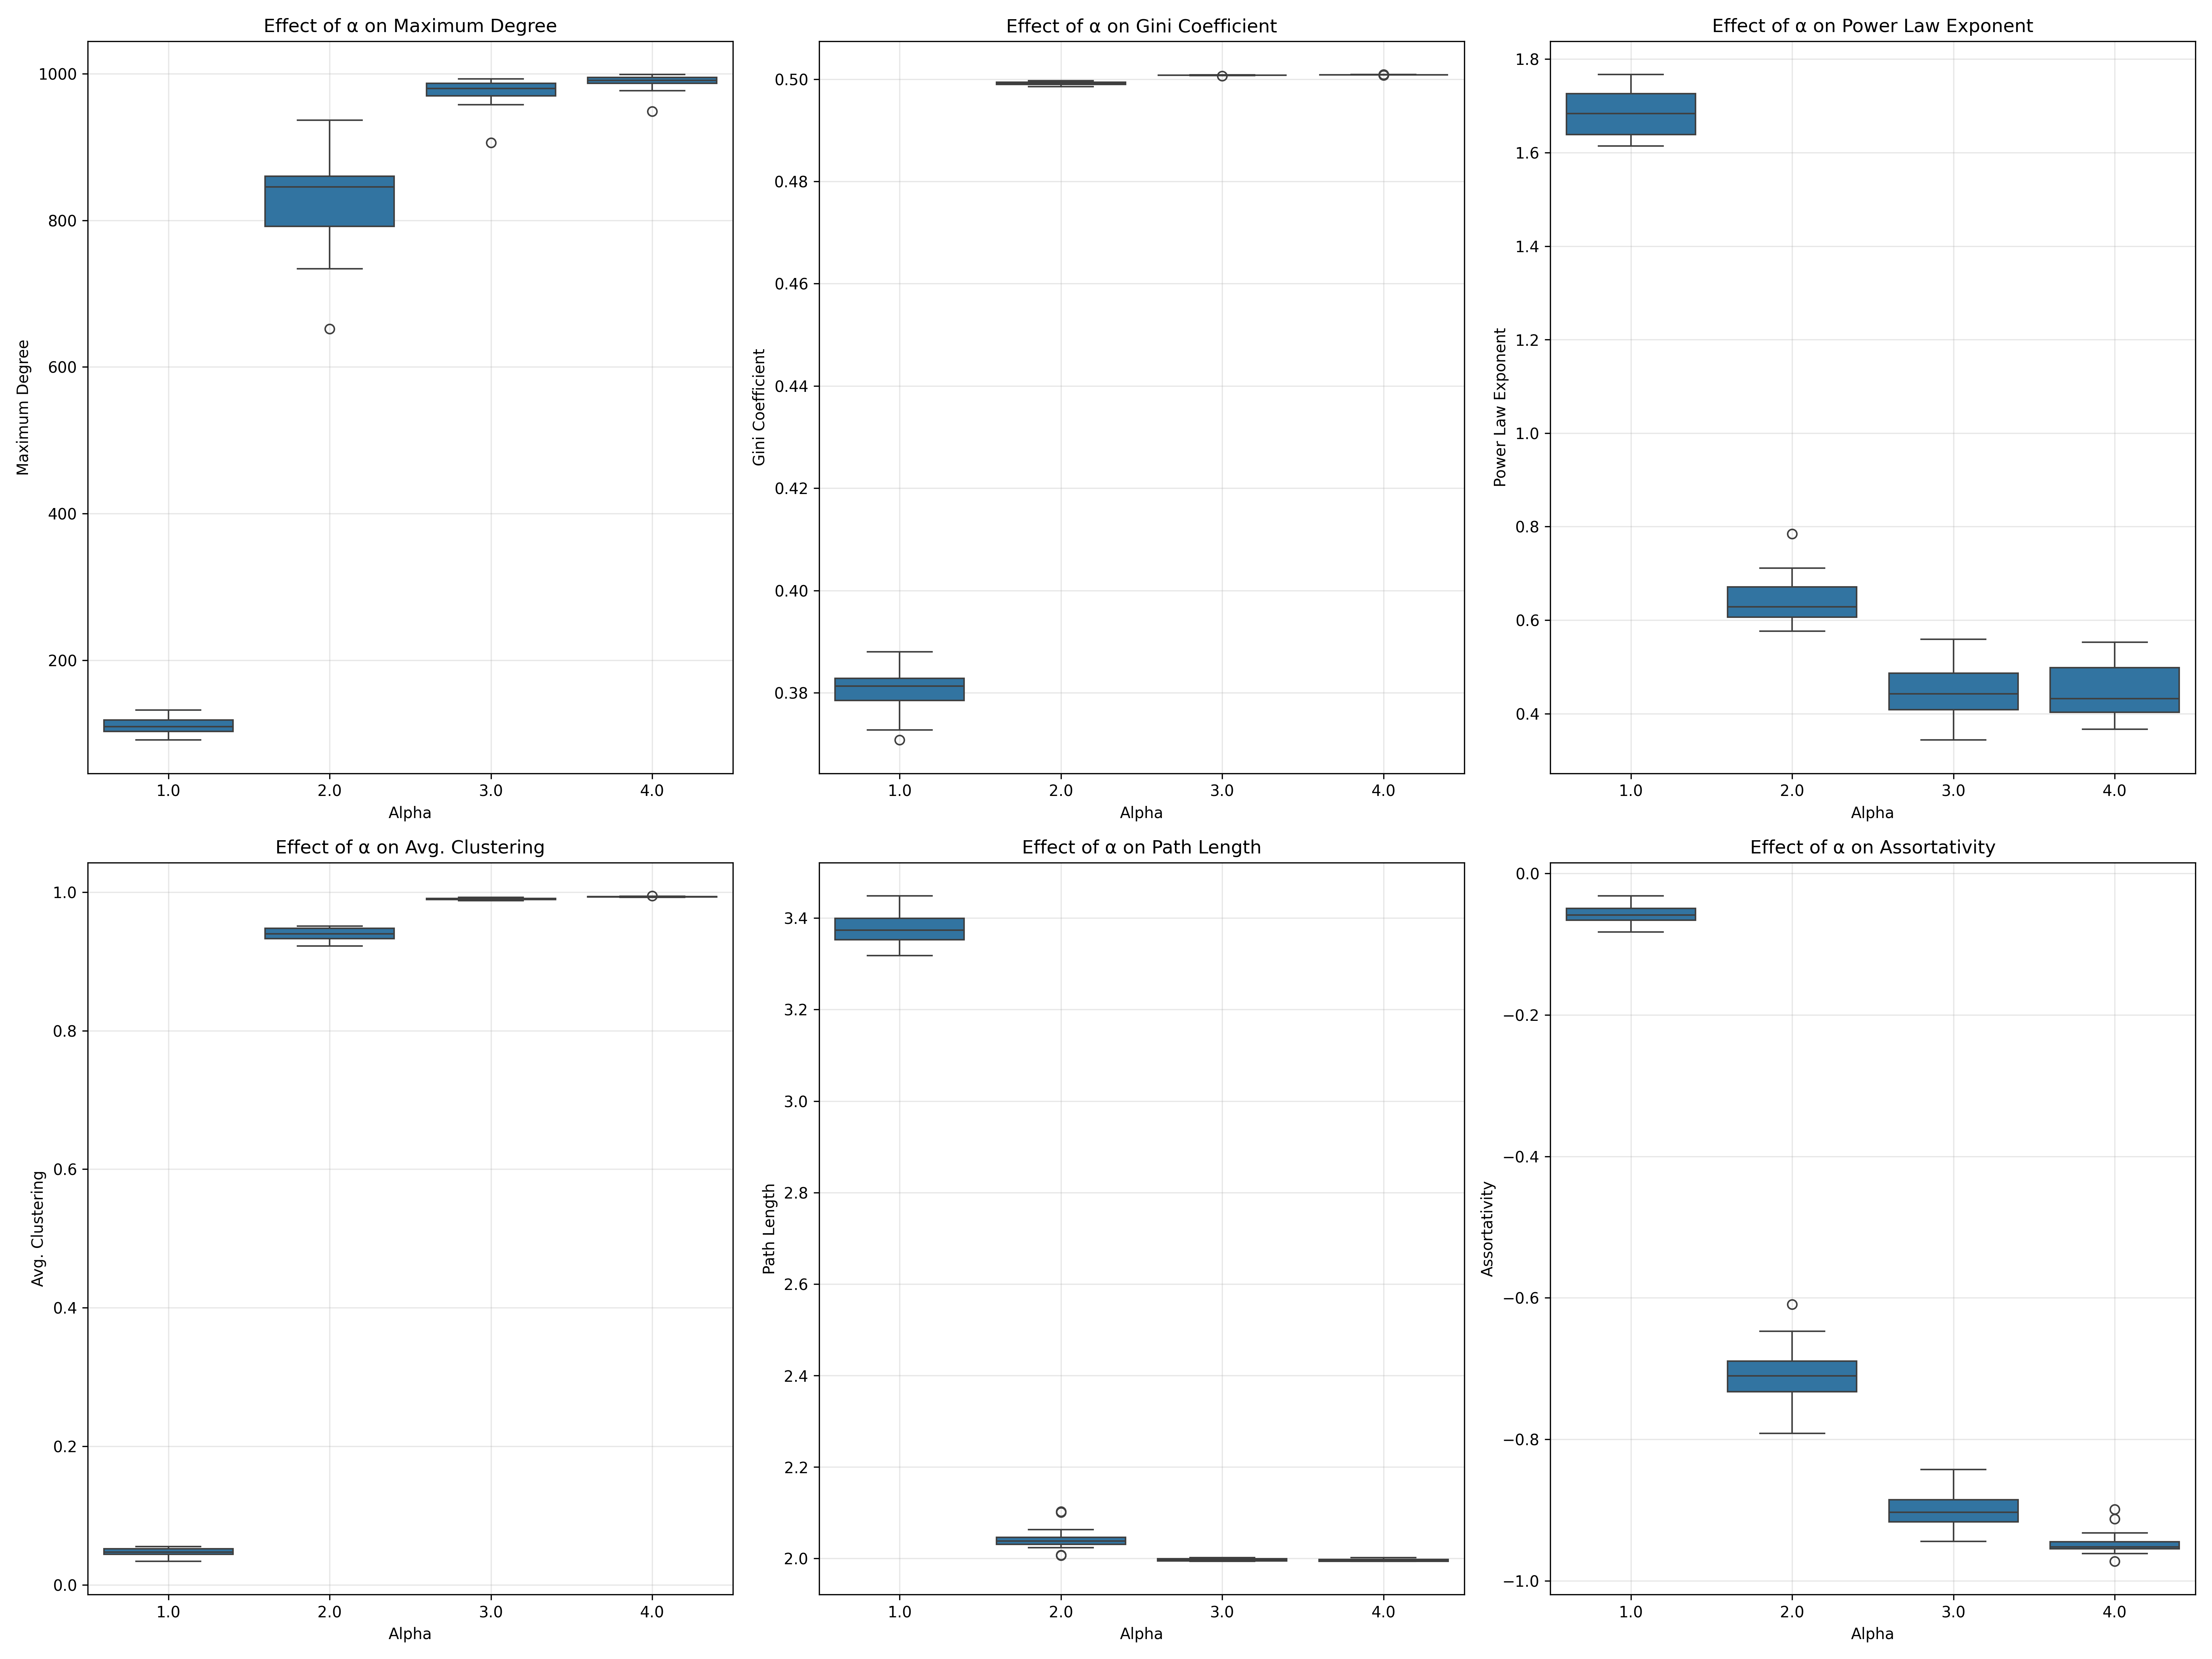 Effect of α on Maximum Degree
Maximum Degree
1000
800
600
400
200
1.0 2.0 3.0 4.0
Alpha
Effect of α on Gini Coefficient
Gini Coefficient
0.50
0.48
0.46
0.44
0.42
0.40
0.38
1.0 2.0 3.0 4.0
Alpha
Effect of α on Power Law Exponent
Power Law Exponent
1.8
1.6
1.4
1.2
1.0
0.8
0.6
0.4
1.0 2.0 3.0 4.0
Alpha
Effect of α on Avg. Clustering
Avg. Clustering
1.0
0.8
0.6
0.4
0.2
0.0
1.0 2.0 3.0 4.0
Alpha
Effect of α on Path Length
Path Length
3.4
3.2
3.0
2.8
2.6
2.4
2.2
2.0
1.0 2.0 3.0 4.0
Alpha
Effect of α on Assortativity
Assortativity
0.0
−0.2
−0.4
−0.6
−0.8
−1.0
1.0 2.0 3.0 4.0
Alpha